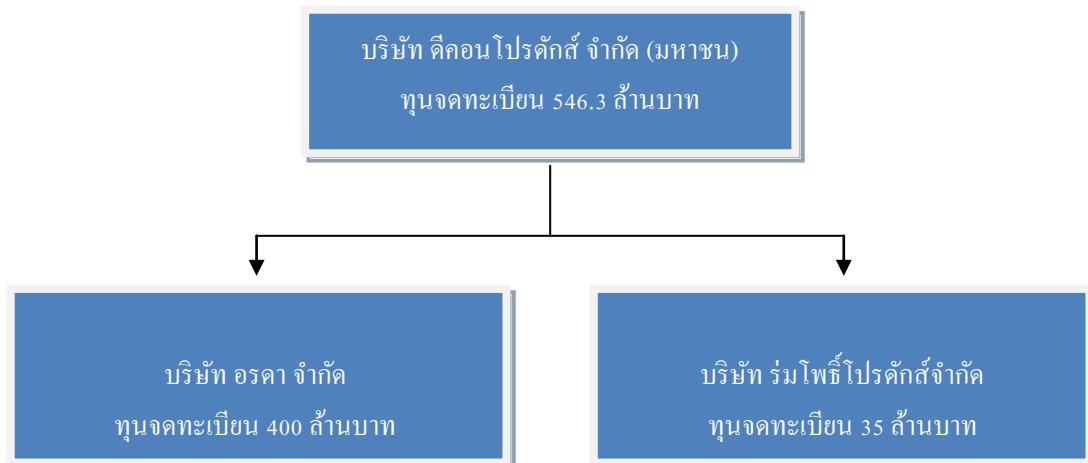 บริษัท ดีคอนโปรดักส์ จำกัด (มหาชน)
ทุนจดทะเบียน 546.3 ล้านบาท
บริษัท อรดา จำกัด
ทุนจดทะเบียน 400 ล้านบาท
บริษัท ร่มโพธิ์โปรดักส์จำกัด
ทุนจดทะเบียน 35 ล้านบาท